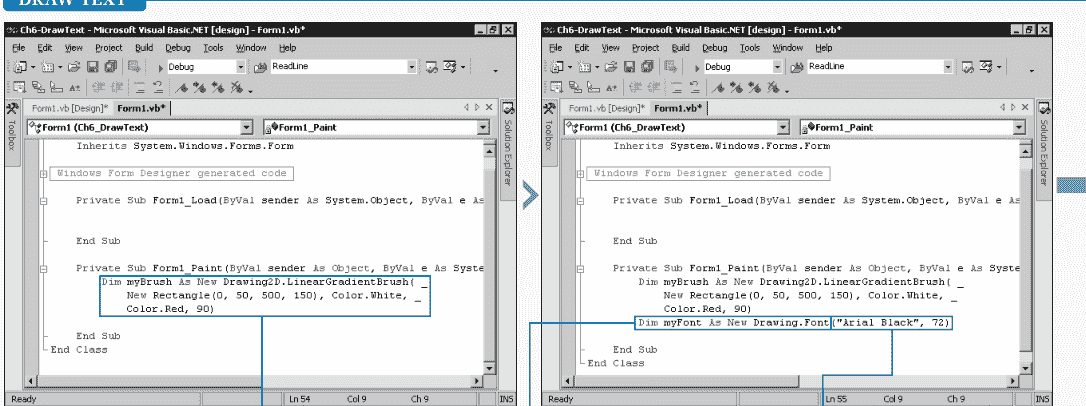 DRAW TEXT
Ch6-DrawText - Microsoft Visual Basic.NET [design] - Form1.vb*
File Edit View Project Build Debug Tools Window Help
Debug ReadLine
Form1.vb [Design]* Form1.vb*
Toolbox
Form1 (Ch6_DrawText) Form1_Paint
Solution Explorer
Inherits System.Windows.Forms.Form
Windows Form Designer generated code
Private Sub Form1_Load(ByVal sender As System.Object, ByVal e As
End Sub
Private Sub Form1_Paint(ByVal sender As Object, ByVal e As Syste
Dim myBrush As New Drawing2D.LinearGradientBrush( _
New Rectangle(0, 50, 500, 150), Color.White, _
Color.Red, 90)
End Sub
End Class
Ready Ln 54 Col 9 Ch 9 INS
Ch6-DrawText - Microsoft Visual Basic.NET [design] - Form1.vb*
File Edit View Project Build Debug Tools Window Help
Debug ReadLine
Form1.vb [Design]* Form1.vb*
Toolbox
Form1 (Ch6_DrawText) Form1_Paint
Solution Explorer
Inherits System.Windows.Forms.Form
Windows Form Designer generated code
Private Sub Form1_Load(ByVal sender As System.Object, ByVal e As
End Sub
Private Sub Form1_Paint(ByVal sender As Object, ByVal e As Syste
Dim myBrush As New Drawing2D.LinearGradientBrush( _
New Rectangle(0, 50, 500, 150), Color.White, _
Color.Red, 90)
Dim myFont As New Drawing.Font("Arial Black", 72)
End Sub
End Class
Ready Ln 55 Col 9 Ch 9 INS